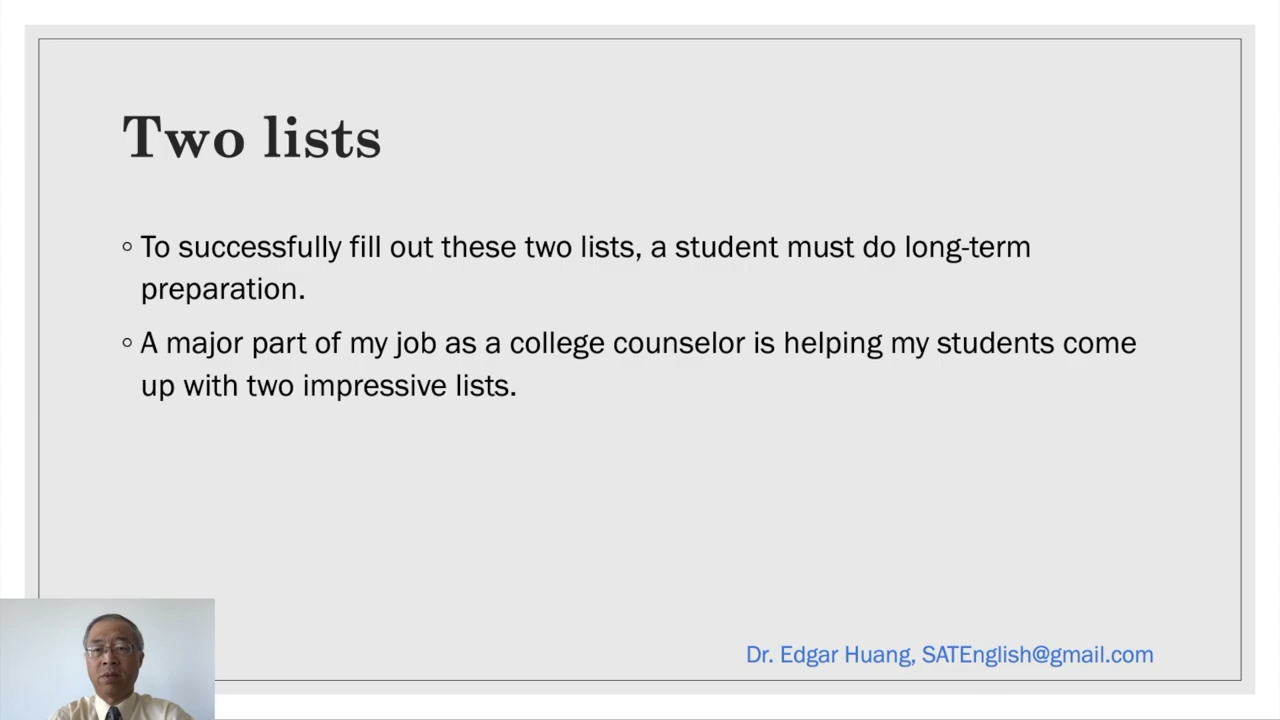 Two lists
◦ To successfully fill out these two lists, a student must do long-term
preparation.
◦ A major part of my job as a college counselor is helping my students come
up with two impressive lists.
Dr. Edgar Huang, SATEnglish@gmail.com